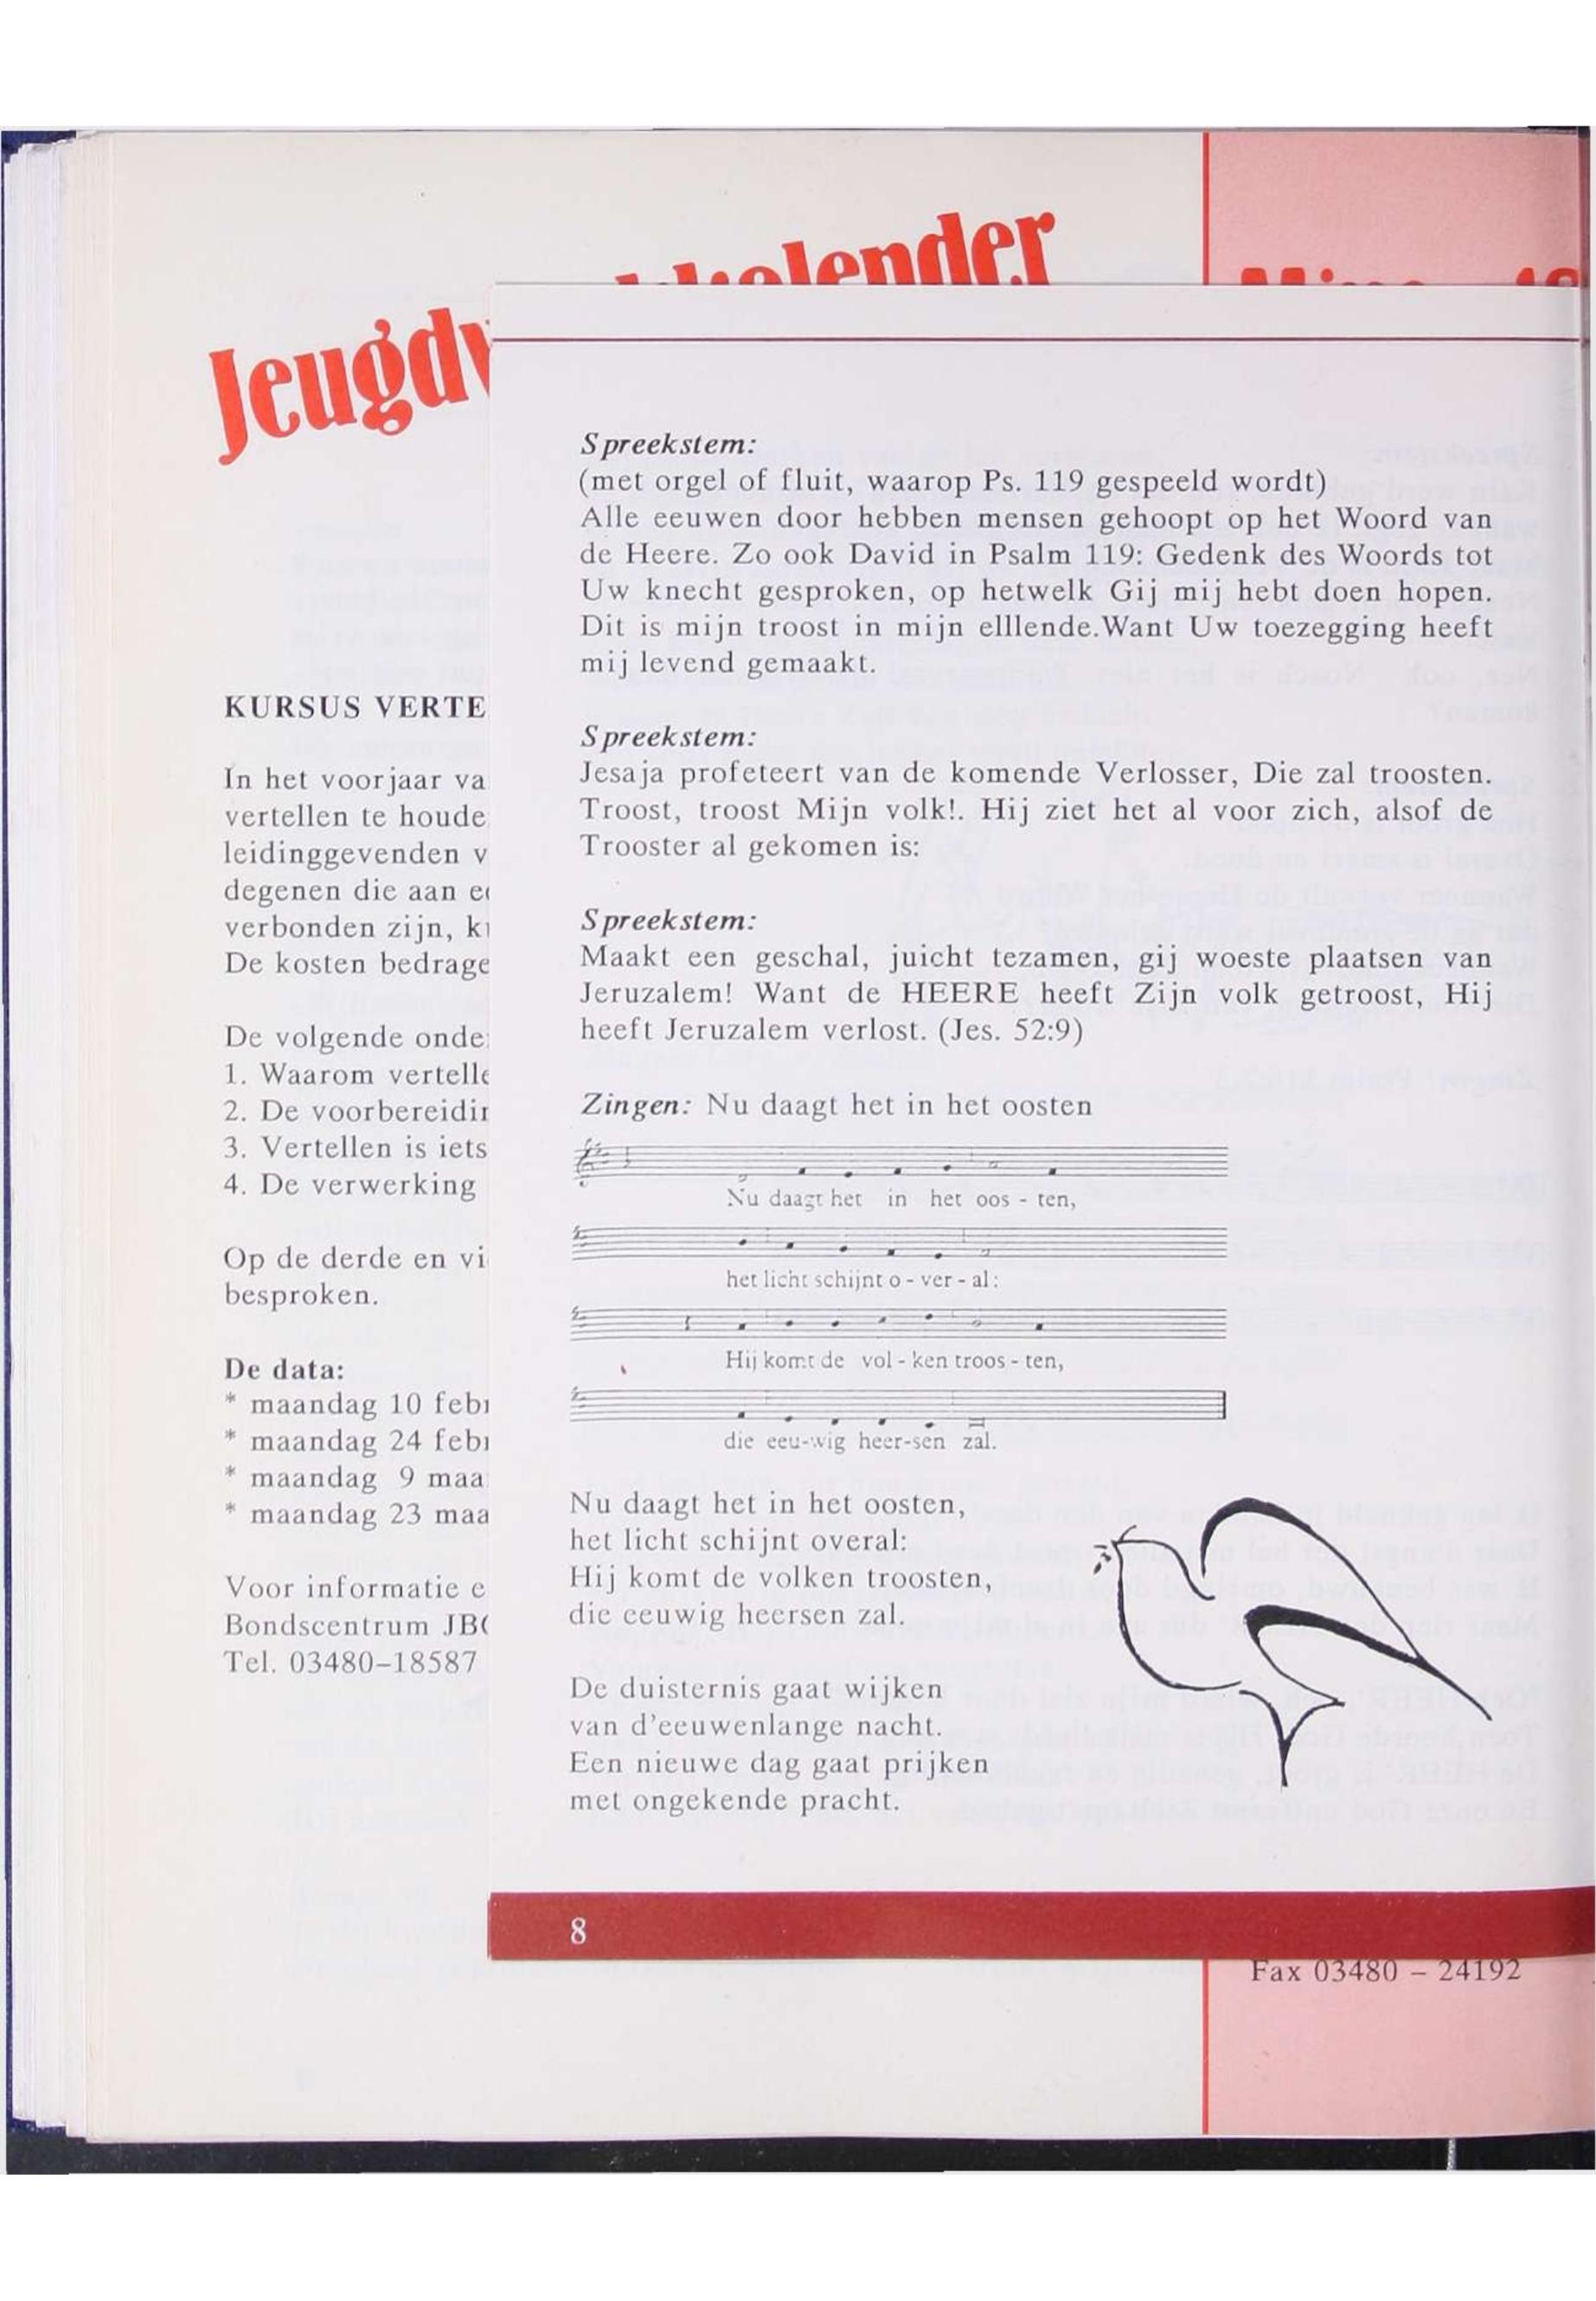 Jeugd
kalender
Spreekstem:
(met orgel of fluit, waarop Ps. 119 gespeeld wordt)
Alle eeuwen door hebben mensen gehoopt op het Woord van
de Heere. Zo ook David in Psalm 119: Gedenk des Woords tot
Uw knecht gesproken, op hetwelk Gij mij hebt doen hopen.
Dit is mijn troost in mijn elllende.Want Uw toezegging heeft
mij levend gemaakt.
Spreekstem:
Jesaja profeteert van de komende Verlosser, Die zal troosten.
Troost, troost Mijn volk!. Hij ziet het al voor zich, alsof de
Trooster al gekomen is:
Spreekstem:
Maakt een geschal, juicht tezamen, gij woeste plaatsen van
Jeruzalem! Want de HEERE heeft Zijn volk getroost, Hij
heeft Jeruzalem verlost. (Jes. 52:9)
Zingen: Nu daagt het in het oosten
Nu daagt het in het oos - ten,
het licht schijnt o - ver - al:
Hij komt de vol - ken troos - ten,
die eeu-wig heer-sen zal.
Nu daagt het in het oosten,
het licht schijnt overal:
Hij komt de volken troosten,
die eeuwig heersen zal.
De duisternis gaat wijken
van d'eeuwenlange nacht.
Een nieuwe dag gaat prijken
met ongekende pracht.
8
KURSUS VERTE
In het voorjaar va
vertellen te houde
leidinggevenden v
degenen die aan e
verbonden zijn, k
De kosten bedrage
De volgende onde
1. Waarom vertelle
2. De voorbereidin
3. Vertellen is iets
4. De verwerking
Op de derde en vi
besproken.
De data:
* maandag 10 febr
* maandag 24 febr
* maandag 9 maa
* maandag 23 maa
Voor informatie e
Bondscentrum JBG
Tel. 03480-18587
Fax 03480 - 24192